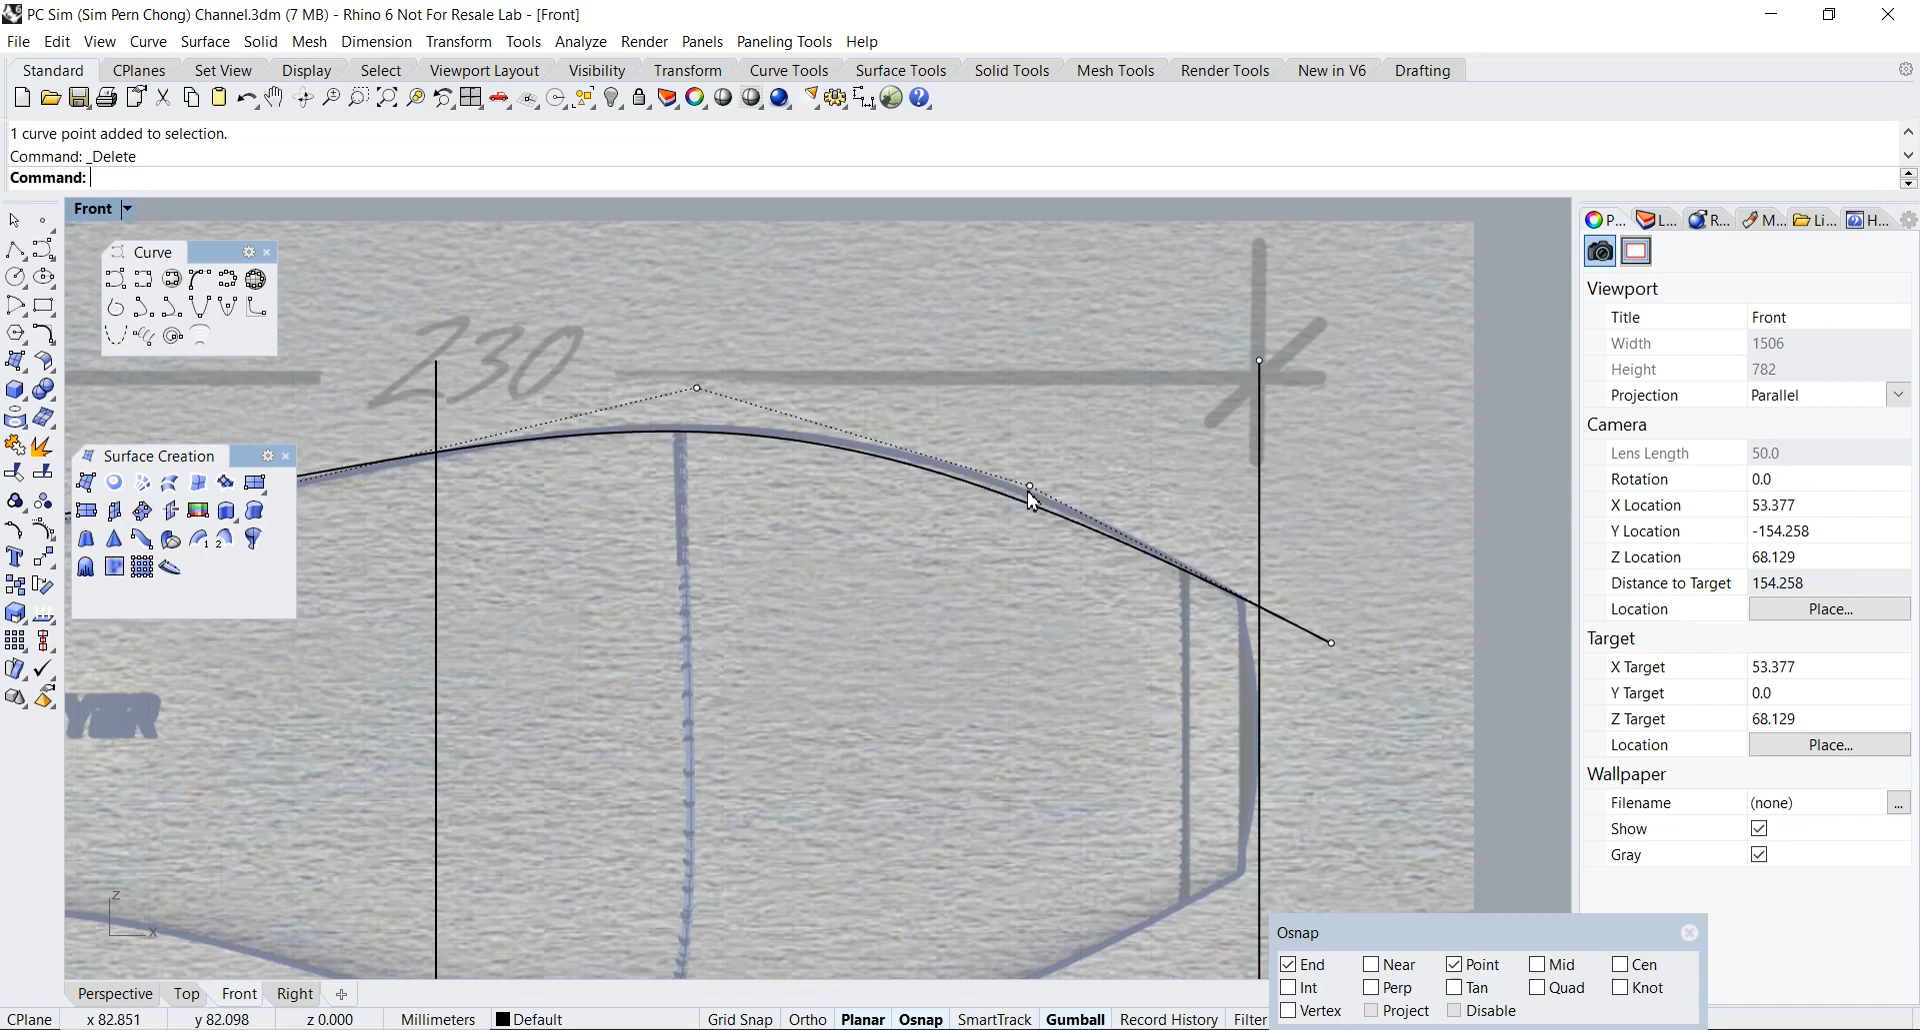 PC Sim (Sim Pern Chong) Channel.3dm (7 MB) - Rhino 6 Not For Resale Lab - [Front]
File Edit View Curve Surface Solid Mesh Dimension Transform Tools Analyze Render Panels Paneling Tools Help
Standard CPlanes Set View Display Select Viewport Layout Visibility Transform Curve Tools Surface Tools Solid Tools Mesh Tools Render Tools New in V6 Drafting
1 curve point added to selection.
Command: _Delete
Command:
Front
P... L... R... M... Li... H...
Curve
Viewport
Title Front
Width 1506
Height 782
Projection Parallel
230
Camera
Lens Length 50.0
Surface Creation
Rotation 0.0
X Location 53.377
Y Location -154.258
Z Location 68.129
Distance to Target 154.258
Location Place...
Target
X Target 53.377
Y Target 0.0
Z Target 68.129
Location Place...
Wallpaper
Filename (none) ...
Show
Gray
z
x
Osnap
End Near Point Mid Cen
Int Perp Tan Quad Knot
Vertex Project Disable
Perspective Top Front Right
CPlane x 82.851 y 82.098 z 0.000 Millimeters Default Grid Snap Ortho Planar Osnap SmartTrack Gumball Record History Filter